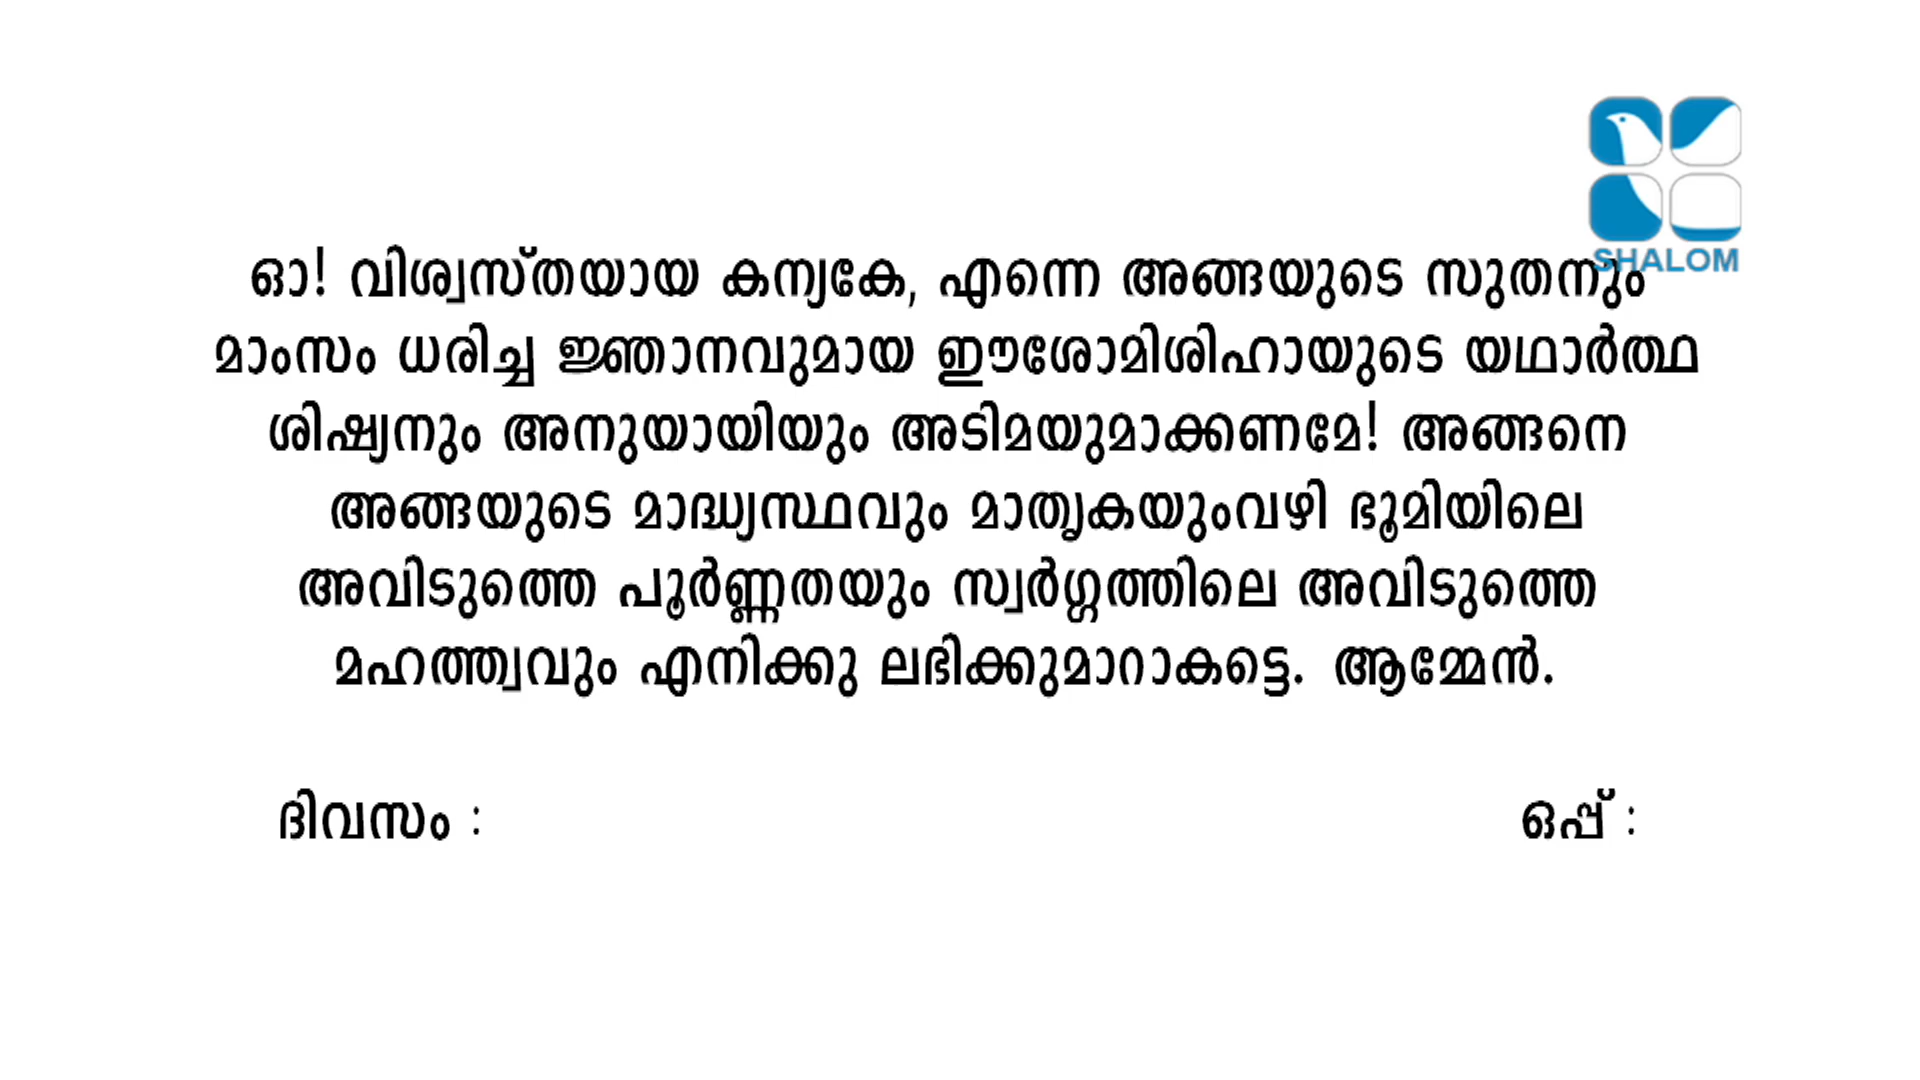 SHALOM
ഓ! വിശ്വസ്തയായ കന്യകേ, എന്നെ അങ്ങയുടെ സുതനും
മാംസം ധരിച്ച ജ്ഞാനവുമായ ഈശോമിശിഹായുടെ യഥാർത്ഥ
ശിഷ്യനും അനുയായിയും അടിമയുമാക്കണമേ! അങ്ങനെ
അങ്ങയുടെ മാദ്ധ്യസ്ഥവും മാതൃകയുംവഴി ഭൂമിയിലെ
അവിടുത്തെ പൂർണ്ണതയും സ്വർഗ്ഗത്തിലെ അവിടുത്തെ
മഹത്ത്വവും എനിക്കു ലഭിക്കുമാറാകട്ടെ. ആമ്മേൻ.
ദിവസം : ഒപ്പ് :